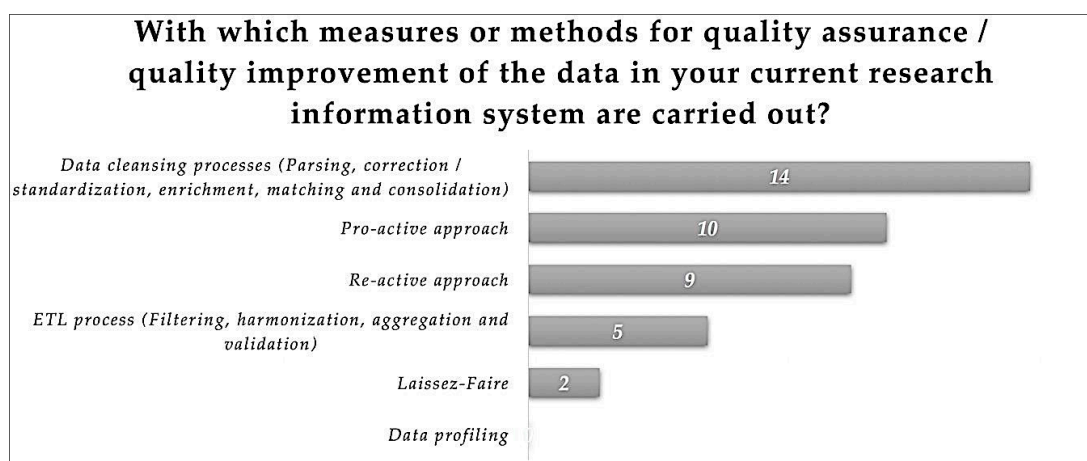 With which measures or methods for quality assurance /
quality improvement of the data in your current research
information system are carried out?
Data cleansing processes (Parsing, correction /
standardization, enrichment, matching and consolidation)
14
Pro-active approach
10
Re-active approach
9
ETL process (Filtering, harmonization, aggregation and
validation)
5
Laissez-Faire
2
Data profiling